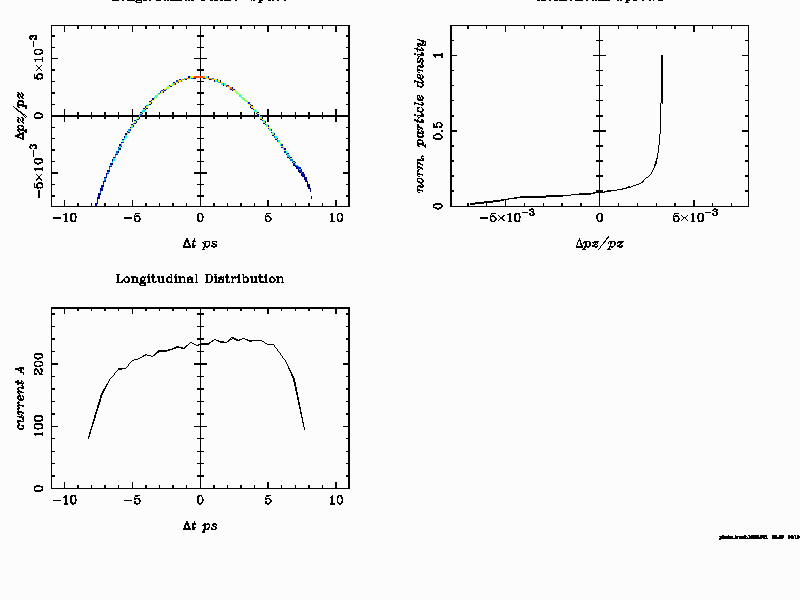 5×10⁻³
0
−5×10⁻³
Δpz/pz
−10 −5 0 5 10
Δt ps
1
0.5
0
norm. particle density
−5×10⁻³ 0 5×10⁻³
Δpz/pz
Longitudinal Distribution
200
100
0
current A
−10 −5 0 5 10
Δt ps